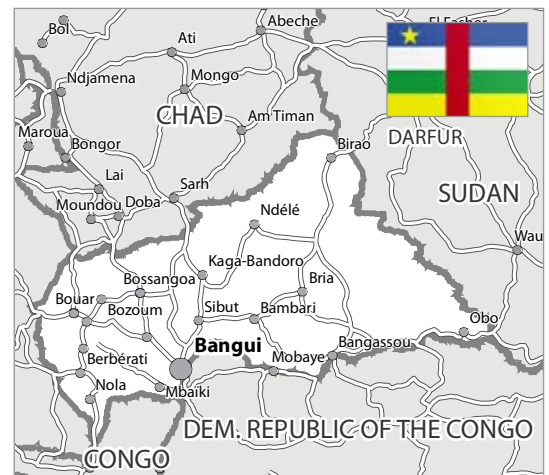 Bol
Ati
Abeche
El Fasher
Ndjamena
Mongo
CHAD
Am Timan
Maroua
Bongor
Birao
DARFUR
Lai
Sarh
SUDAN
Moundou
Doba
Ndélé
Wau
Kaga-Bandoro
Bossangoa
Bria
Bouar
Bozoum
Sibut
Bambari
Obo
Bangui
Bangassou
Berbérati
Mobaye
Nola
Mbaïki
DEM. REPUBLIC OF THE CONGO
CONGO